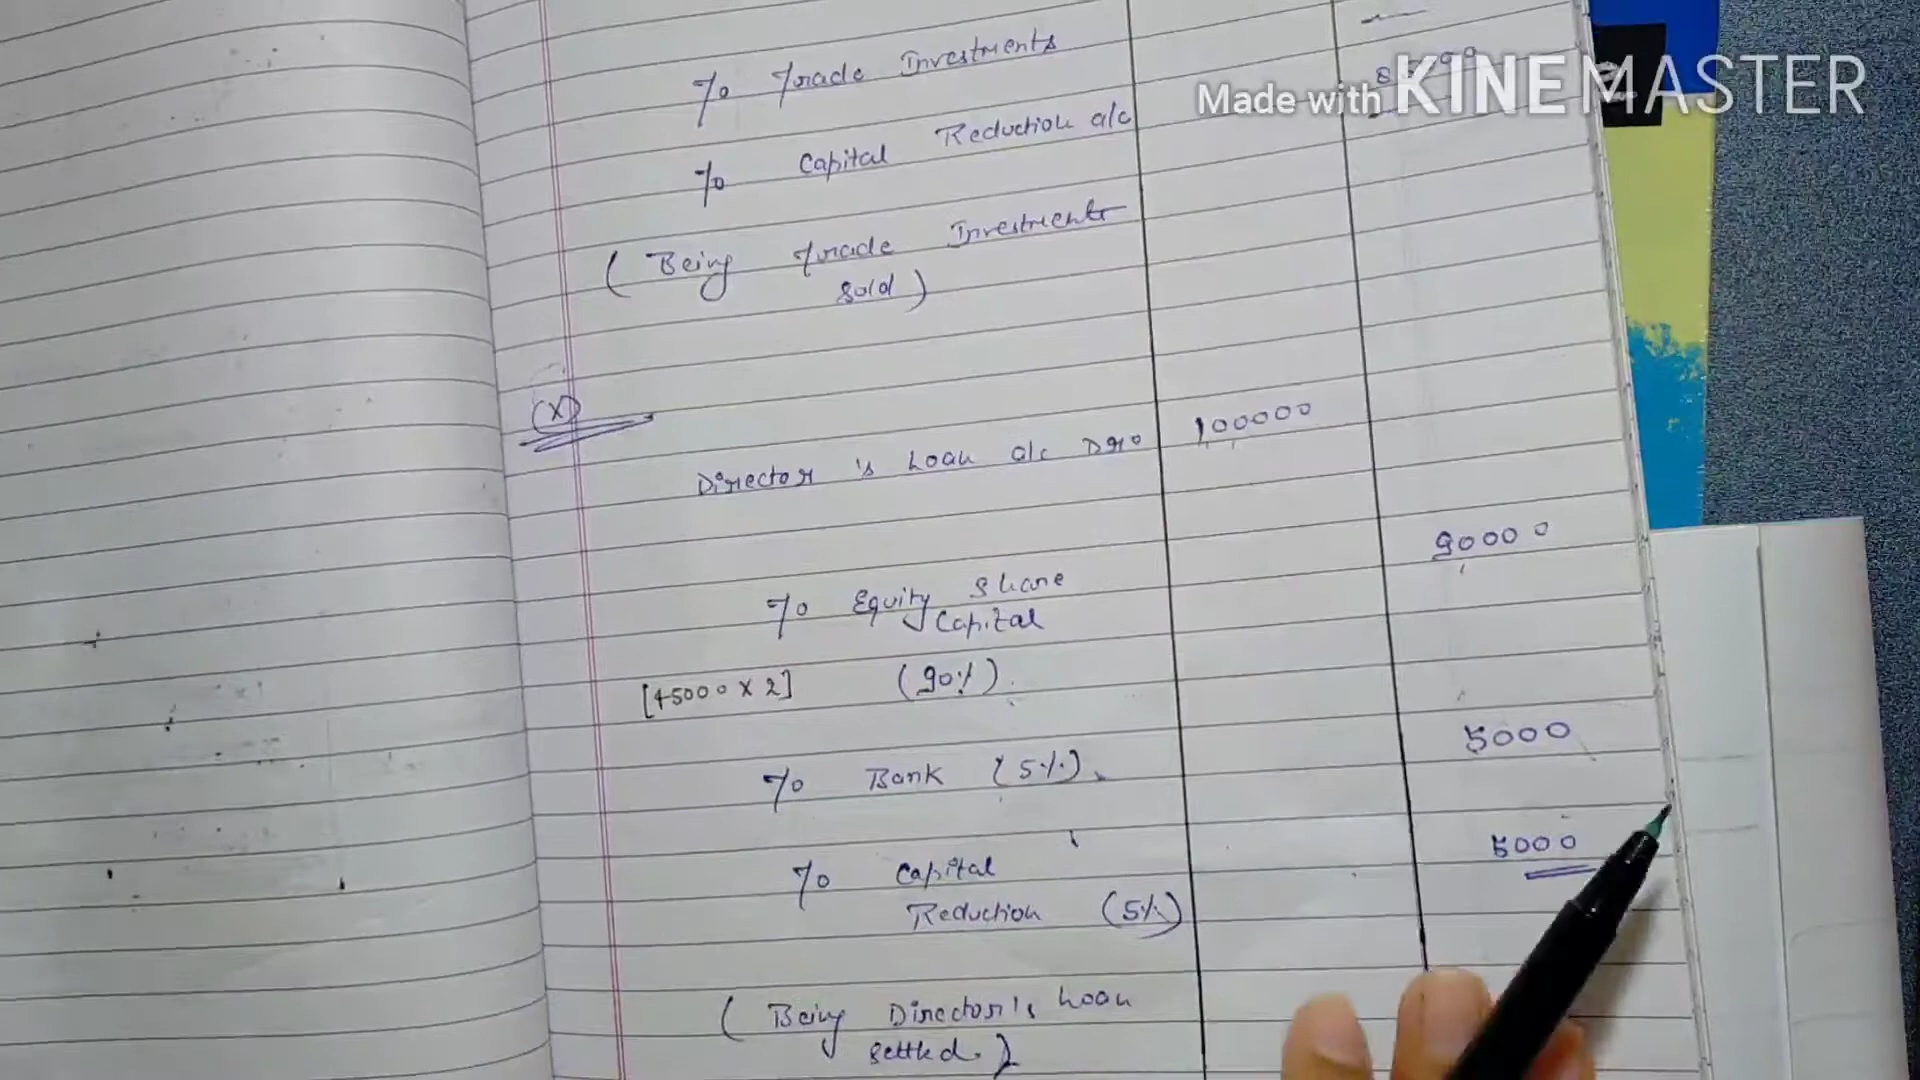 To Trade Investments
Made with KINEMASTER
To Capital Reduction a/c
(Being Trade Investments
sold)
(X)
Director's Loan a/c Dr. 100000
To Equity Share 90000
Capital
[45000 x 2] (90%).
To Bank (5%). 5000
To Capital 5000
Reduction (5%)
(Being Director's Loan
settled.)